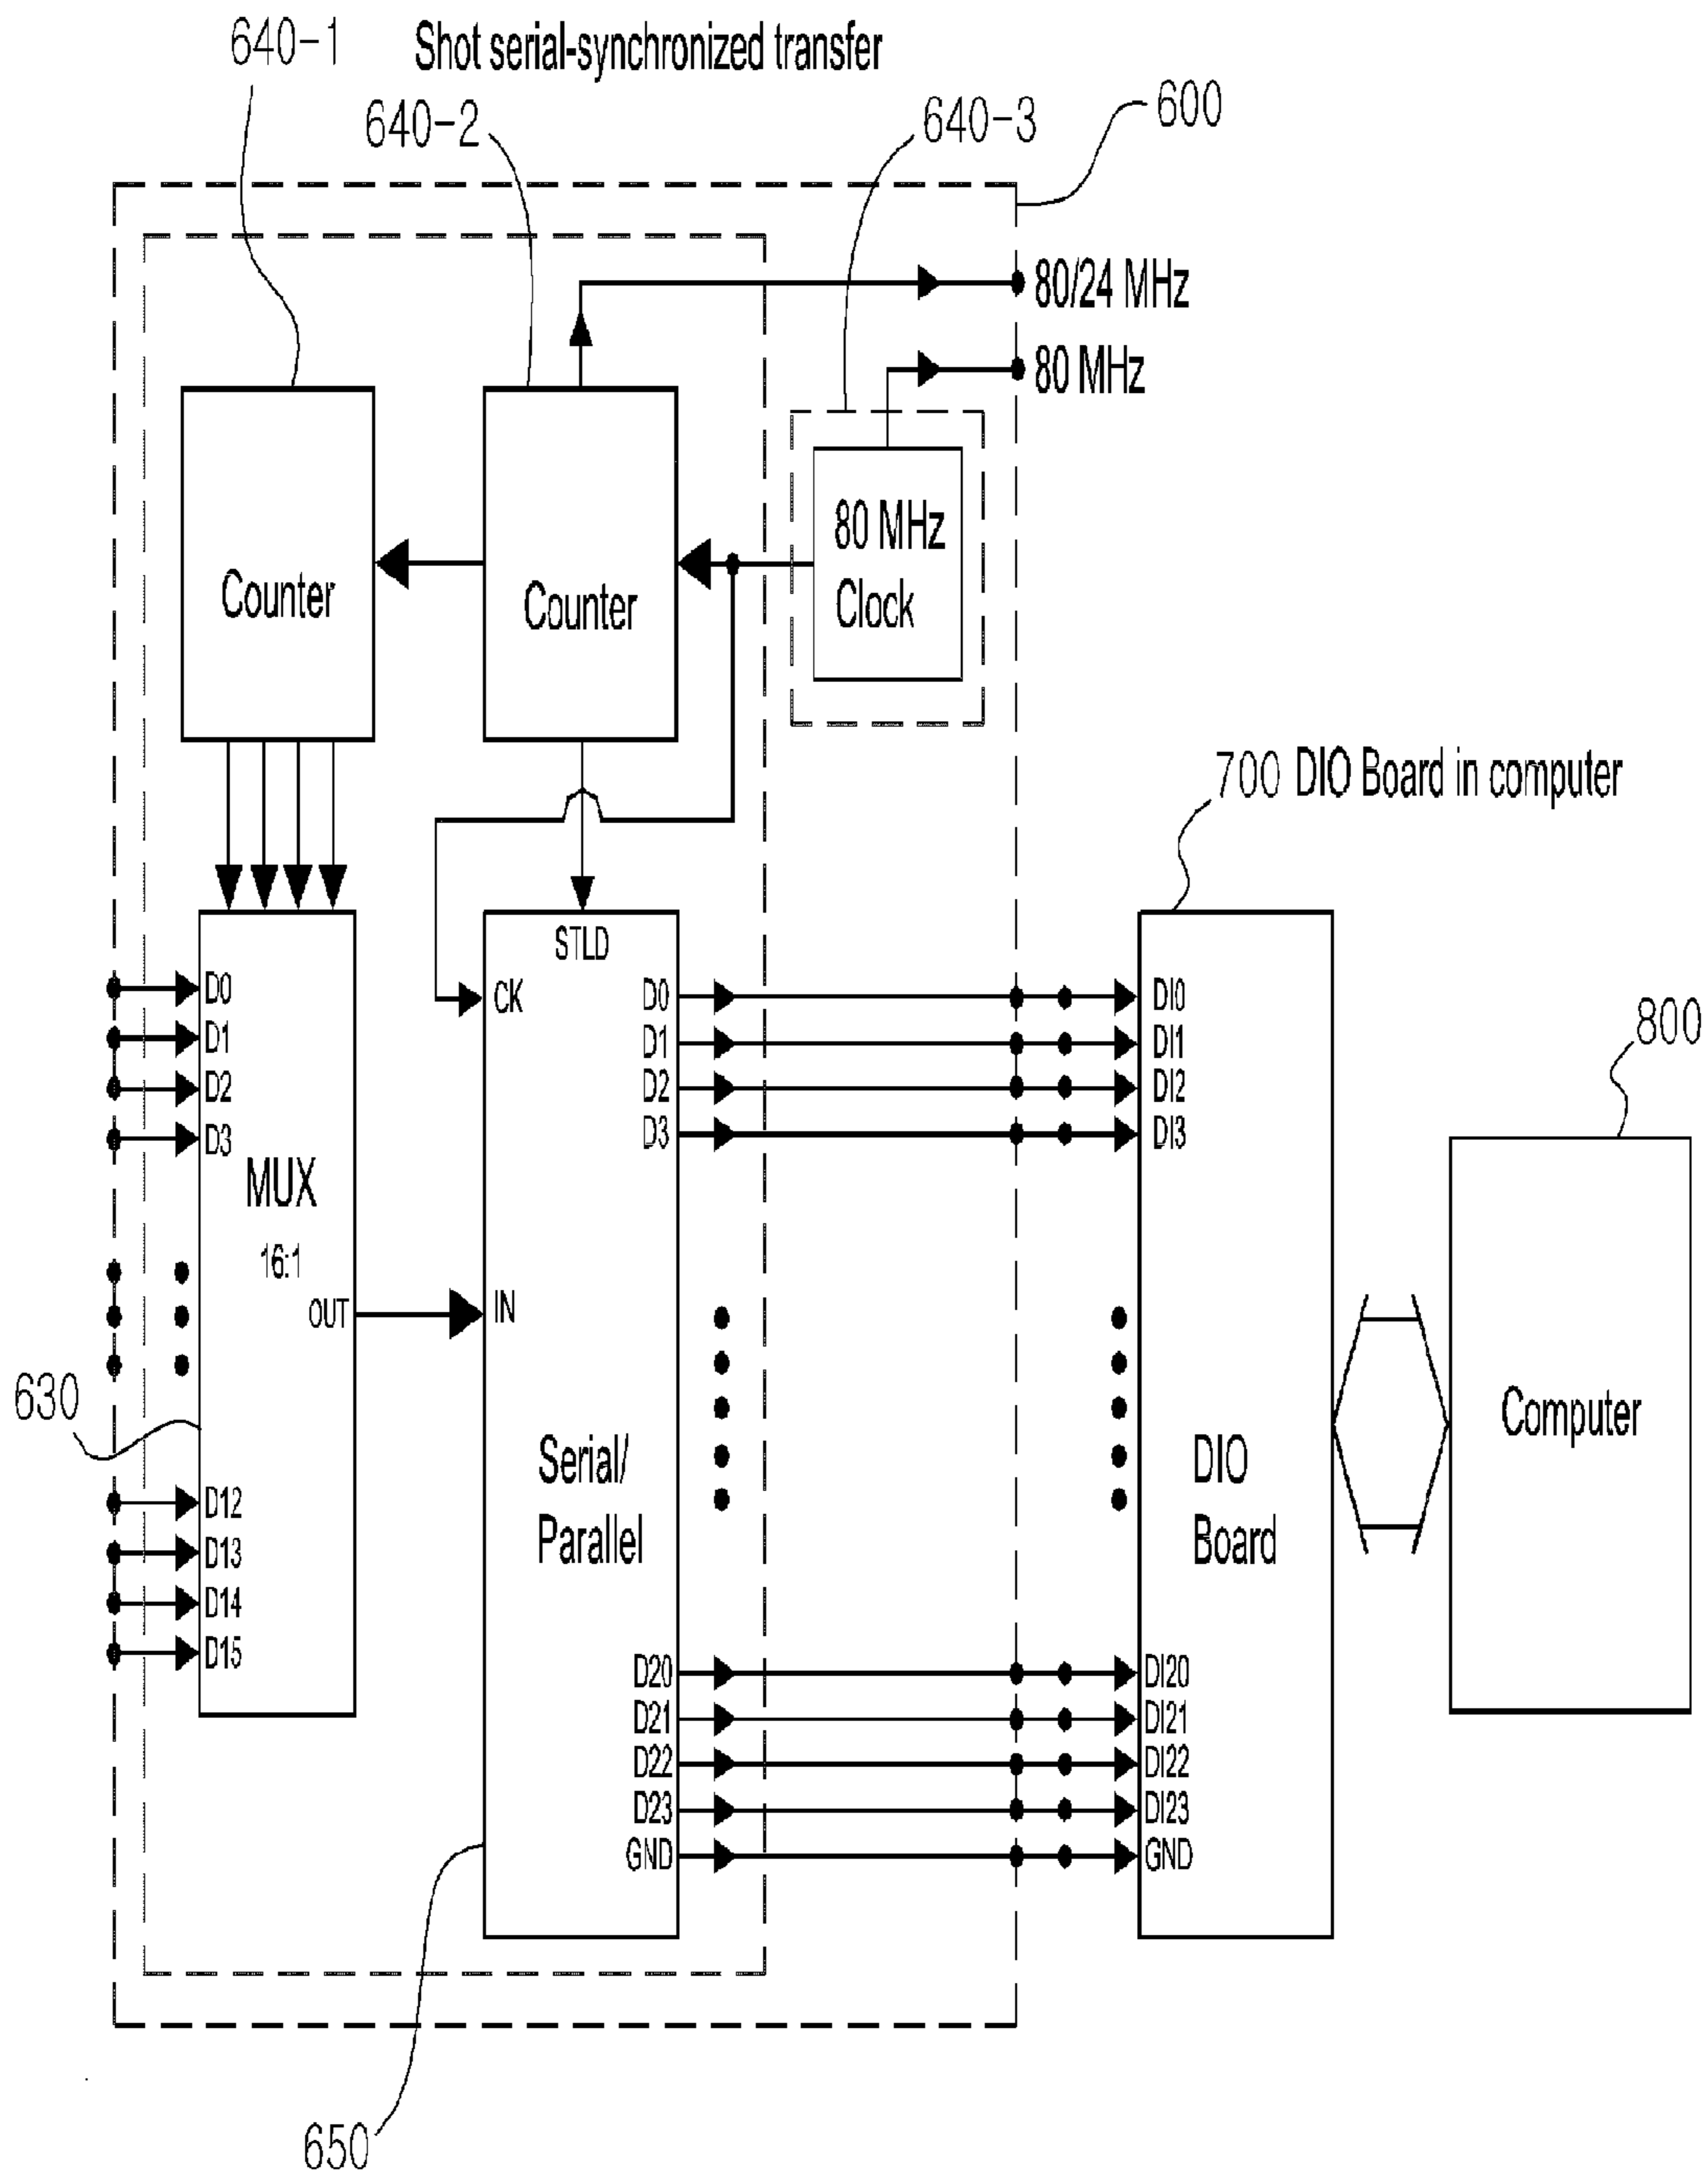 640-1
Shot serial-synchronized transfer
640-2
640-3
600
80/24 MHz
80 MHz
80 MHz
Clock
Counter
Counter
700 DIO Board in computer
STLD
CK
D0
D1
D2
D3
MUX
16:1
OUT
IN
630
D12
D13
D14
D15
D0
D1
D2
D3
Serial/
Parallel
D20
D21
D22
D23
GND
DI0
DI1
DI2
DI3
DIO
Board
DI20
DI21
DI22
DI23
GND
800
Computer
650